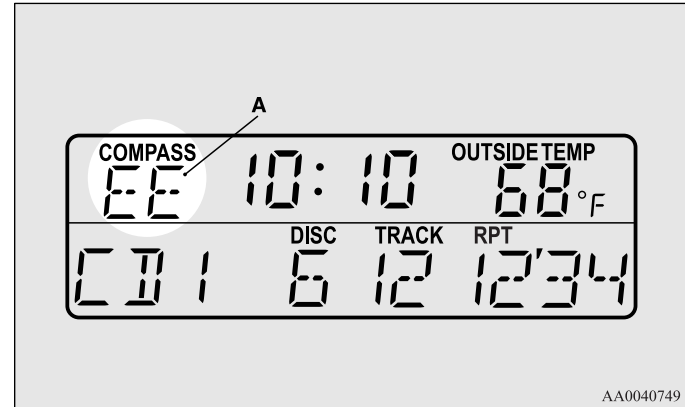 A
COMPASS OUTSIDE TEMP
EE 10:10 68°F
DISC TRACK RPT
CD1 6 12 12'34
AA0040749